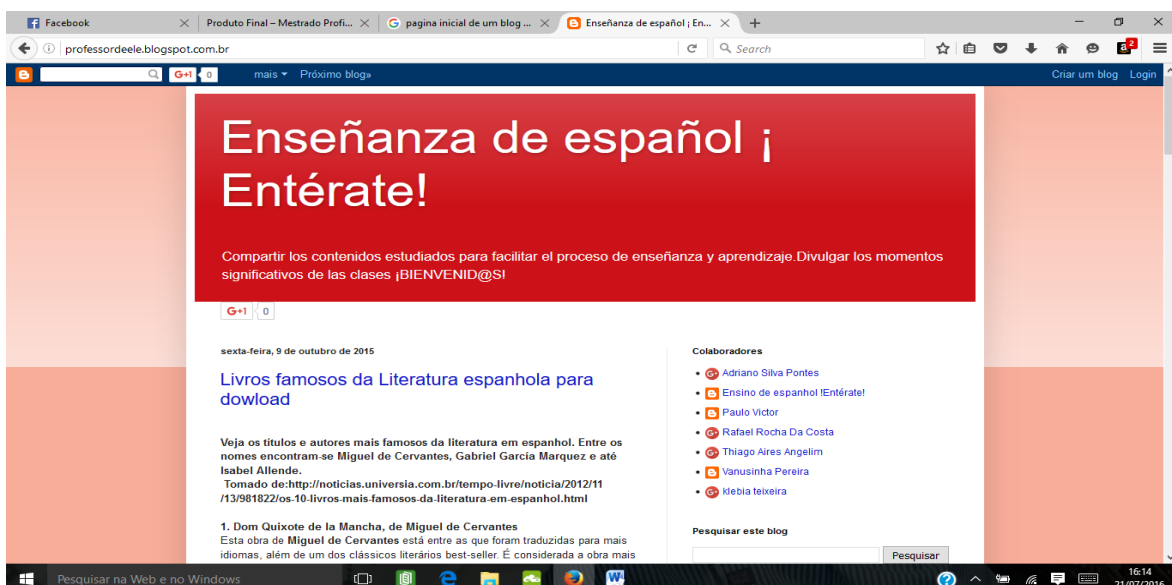 Facebook
Produto Final – Mestrado Profi...
pagina inicial de um blog ...
Enseñanza de español ¡ En...
professordeele.blogspot.com.br
Search
2
G+1 0
mais
Próximo blog»
Criar um blog
Login
Enseñanza de español ¡
Entérate!
Compartir los contenidos estudiados para facilitar el proceso de enseñanza y aprendizaje.Divulgar los momentos
significativos de las clases ¡BIENVENID@S!
G+1 0
sexta-feira, 9 de outubro de 2015
Livros famosos da Literatura espanhola para
dowload
Veja os títulos e autores mais famosos da literatura em espanhol. Entre os
nomes encontram-se Miguel de Cervantes, Gabriel García Marquez e até
Isabel Allende.
Tomado de:http://noticias.universia.com.br/tempo-livre/noticia/2012/11
/13/981822/os-10-livros-mais-famosos-da-literatura-em-espanhol.html
1. Dom Quixote de la Mancha, de Miguel de Cervantes
Esta obra de Miguel de Cervantes está entre as que foram traduzidas para mais
idiomas, além de um dos clássicos literários best-seller. É considerada a obra mais
Colaboradores
Adriano Silva Pontes
Ensino de espanhol !Entérate!
Paulo Victor
Rafael Rocha Da Costa
Thiago Aires Angelim
Vanusinha Pereira
klebia teixeira
Pesquisar este blog
Pesquisar
Pesquisar na Web e no Windows
16:14
21/07/2016